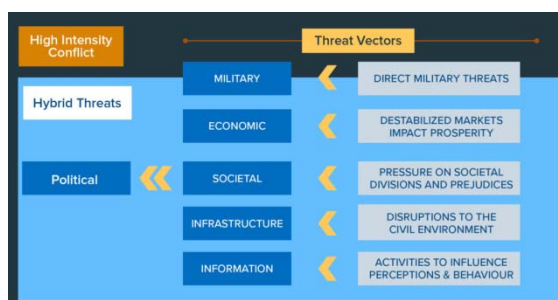 High Intensity
Conflict
Threat Vectors
MILITARY
DIRECT MILITARY THREATS
Hybrid Threats
ECONOMIC
DESTABILIZED MARKETS
IMPACT PROSPERITY
Political
SOCIETAL
PRESSURE ON SOCIETAL
DIVISIONS AND PREJUDICES
INFRASTRUCTURE
DISRUPTIONS TO THE
CIVIL ENVIRONMENT
INFORMATION
ACTIVITIES TO INFLUENCE
PERCEPTIONS & BEHAVIOUR